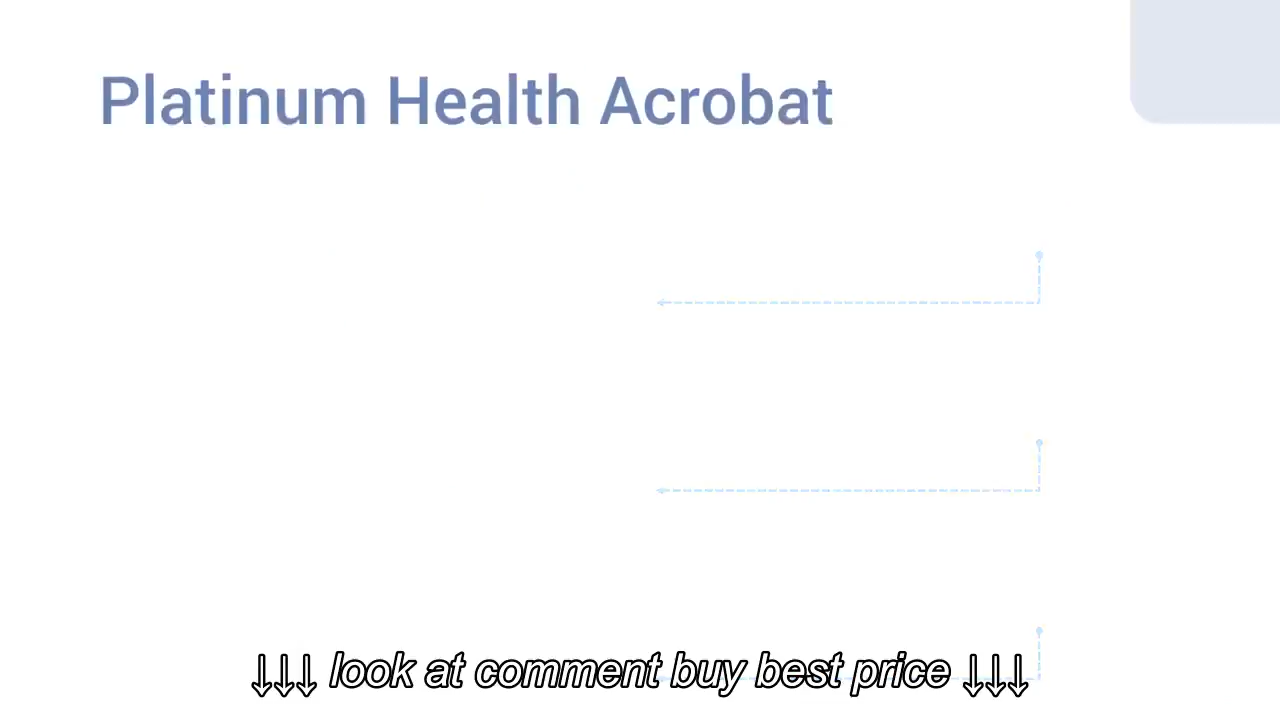 Platinum Health Acrobat
↓↓↓ look at comment buy best price ↓↓↓